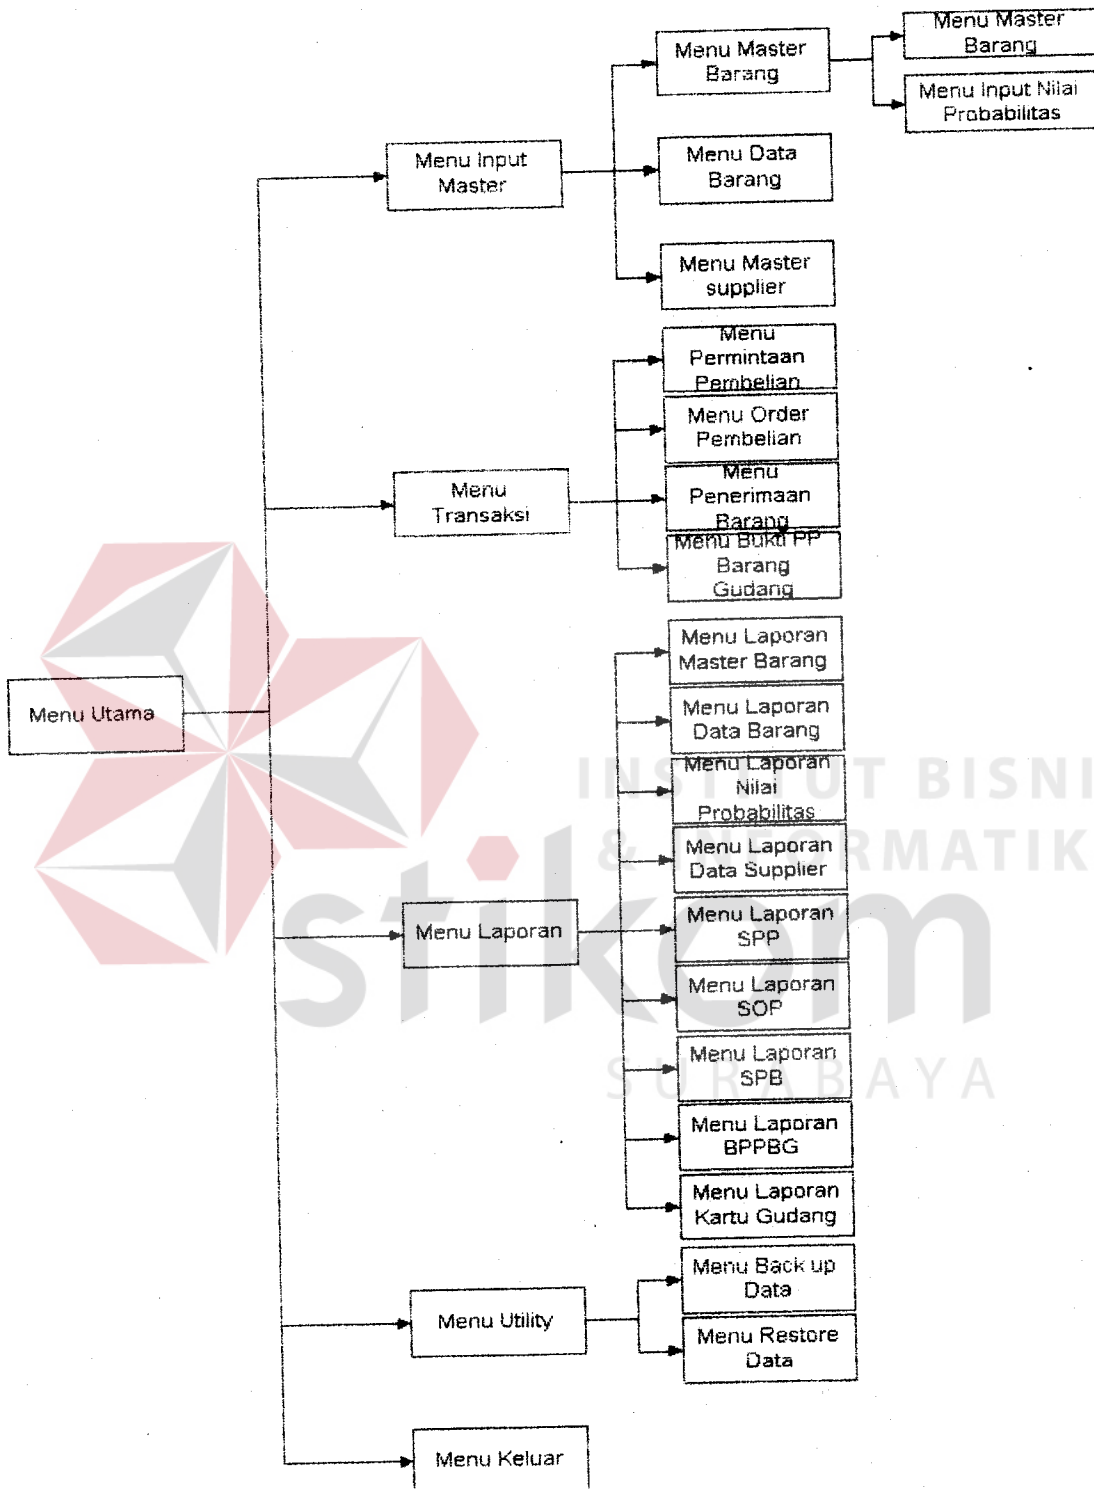 Menu Master
Barang
Menu Master
Barang
Menu Input Nilai
Probabilitas
Menu Input
Master
Menu Data
Barang
Menu Master
supplier
Menu
Permintaan
Pembelian
Menu Order
Pembelian
Menu
Transaksi
Menu
Penerimaan
Barang
Menu Bukti PP
Barang
Gudang
Menu Utama
Menu Laporan
Master Barang
Menu Laporan
Data Barang
Menu Laporan
Nilai
Probabilitas
Menu Laporan
Data Supplier
Menu Laporan
Menu Laporan
SPP
Menu Laporan
SOP
Menu Laporan
SPB
Menu Laporan
BPPBG
Menu Laporan
Kartu Gudang
Menu Utility
Menu Back up
Data
Menu Restore
Data
Menu Keluar
INSTITUT BISNI
& INFORMATIK
stikom
SURABAYA